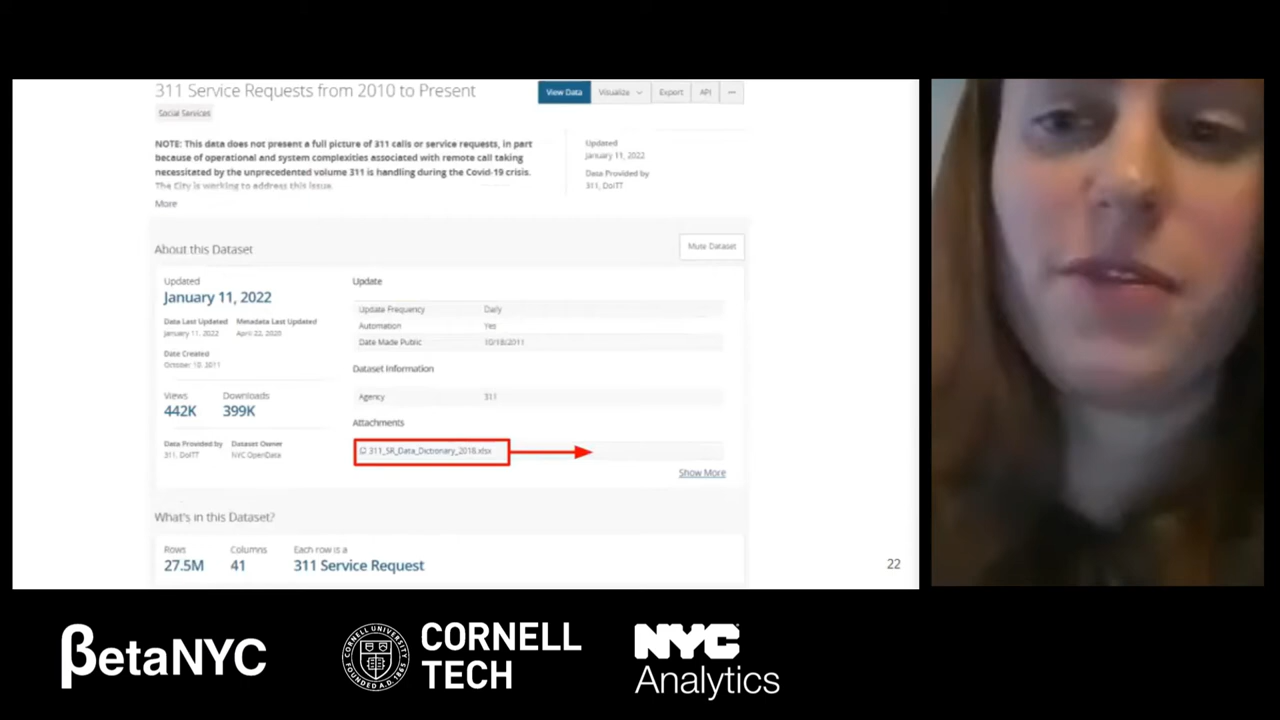 311 Service Requests from 2010 to Present
View Data
Visualize
Export
API
Social Services
NOTE: This data does not present a full picture of 311 calls or service requests, in part
because of operational and system complexities associated with remote call taking
necessitated by the unprecedented volume 311 is handling during the Covid-19 crisis.
The City is working to address this issue.
More
Updated
January 11, 2022
Data Provided by
311, DoITT
About this Dataset
Mute Dataset
Updated
January 11, 2022
Data Last Updated
January 11, 2022
Metadata Last Updated
April 22, 2020
Date Created
October 10, 2011
Views
442K
Downloads
399K
Data Provided by
311, DoITT
Dataset Owner
NYC OpenData
Update
Update Frequency Daily
Automation Yes
Date Made Public 10/18/2011
Dataset Information
Agency 311
Attachments
311_SR_Data_Dictionary_2018.xlsx
Show More
What's in this Dataset?
Rows
27.5M
Columns
41
Each row is a
311 Service Request
22
βetaNYC
CORNELL UNIVERSITY
FOUNDED A.D. 1865
CORNELL
TECH
NYC
Analytics